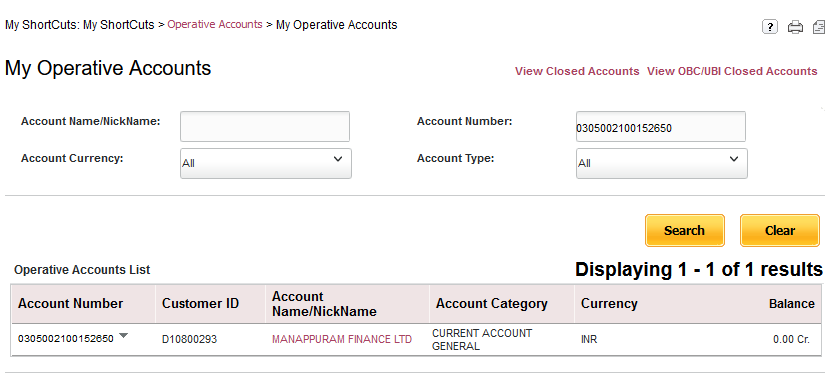 My ShortCuts: My ShortCuts > Operative Accounts > My Operative Accounts
?
My Operative Accounts
View Closed Accounts View OBC/UBI Closed Accounts
Account Name/NickName:
Account Number: 0305002100152650
Account Currency: All
Account Type: All
Search Clear
Operative Accounts List
Displaying 1 - 1 of 1 results
Account Number Customer ID Account Name/NickName Account Category Currency Balance
0305002100152650 D10800293 MANAPPURAM FINANCE LTD CURRENT ACCOUNT GENERAL INR 0.00 Cr.